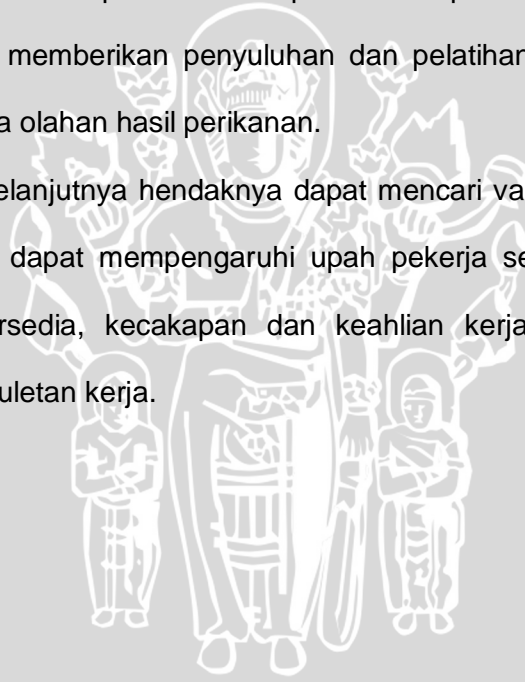 memberikan penyuluhan dan pelatihan
a olahan hasil perikanan.
elanjutnya hendaknya dapat mencari va
dapat mempengaruhi upah pekerja se
rsedia, kecakapan dan keahlian kerja
uletan kerja.